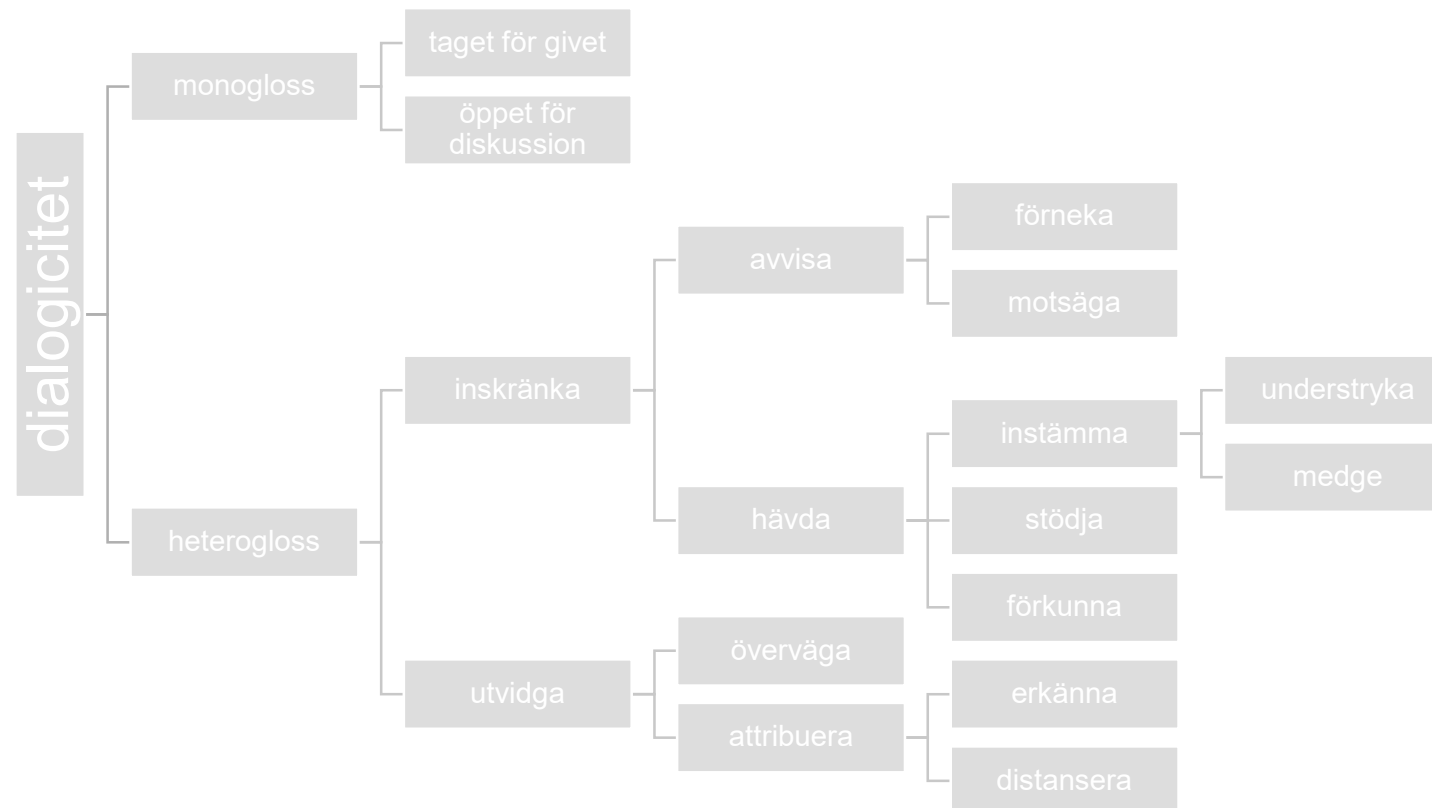 dialogicitet
monogloss
taget för givet
öppet för
diskussion
heterogloss
inskränka
avvisa
förneka
motsäga
hävda
instämma
understryka
medge
stödja
förkunna
utvidga
överväga
attribuera
erkänna
distansera